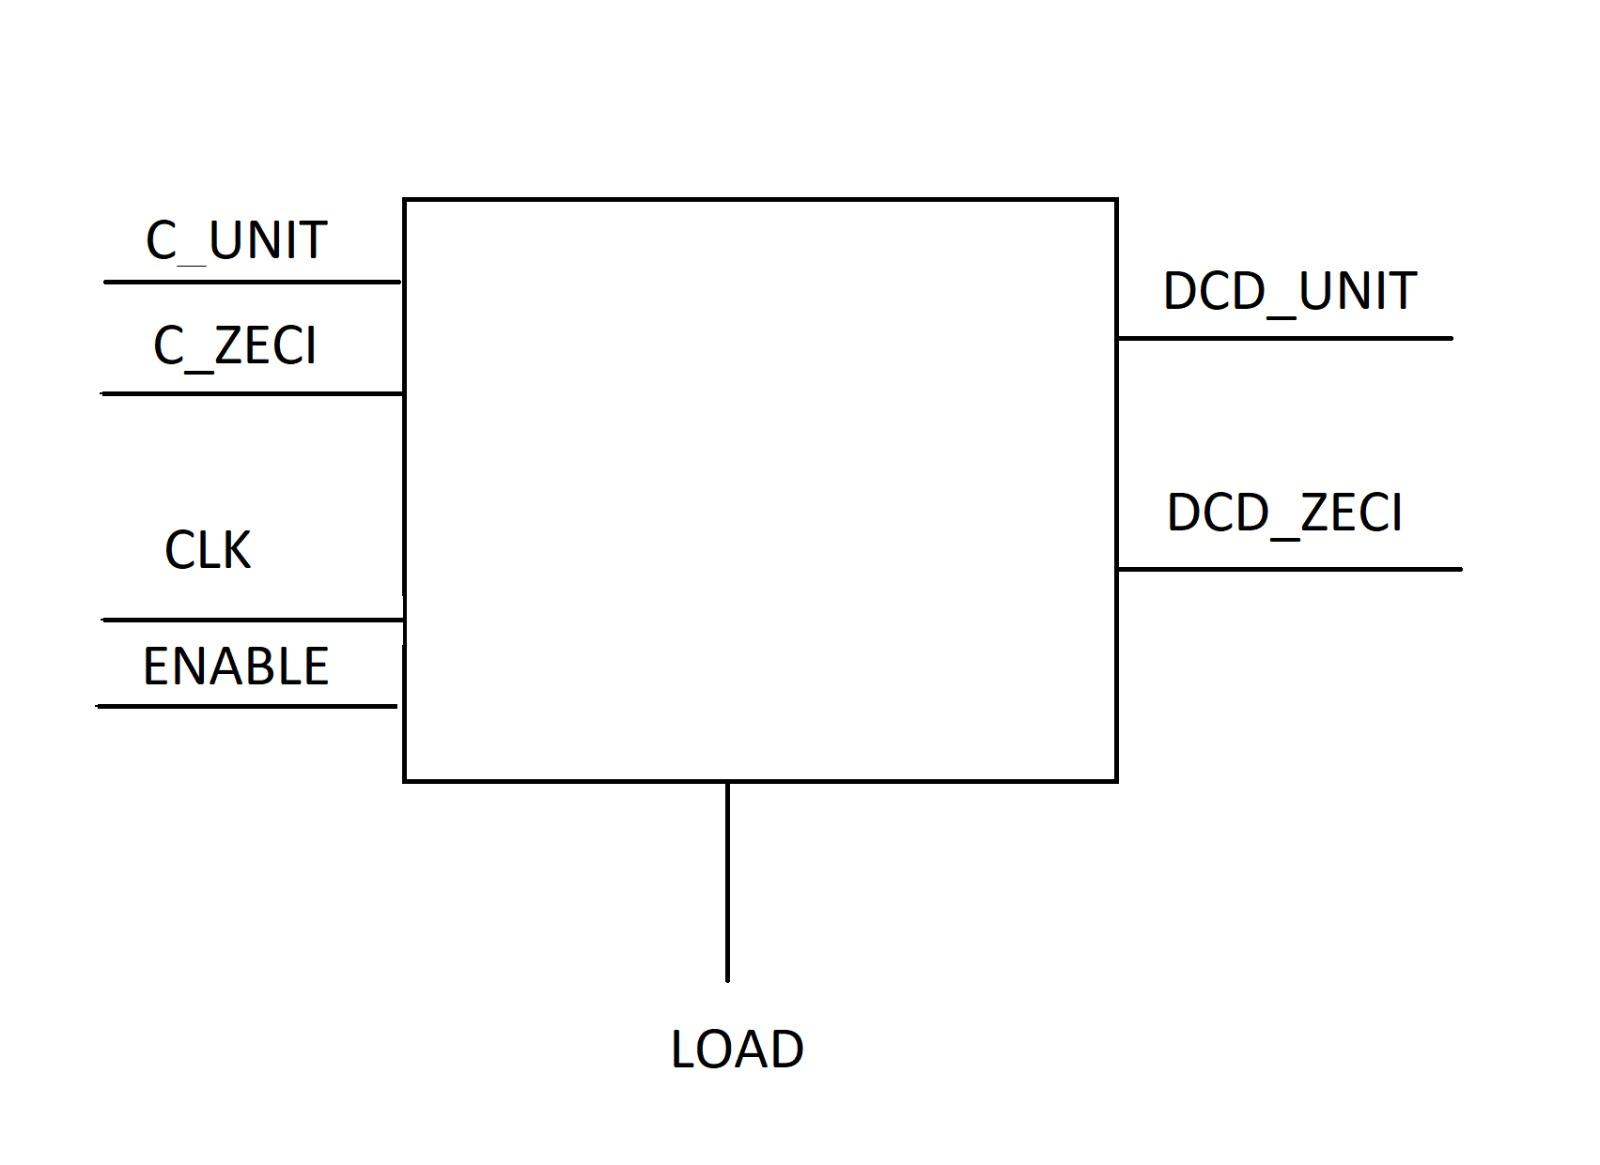 C_UNIT
C_ZECI
CLK
ENABLE
DCD_UNIT
DCD_ZECI
LOAD